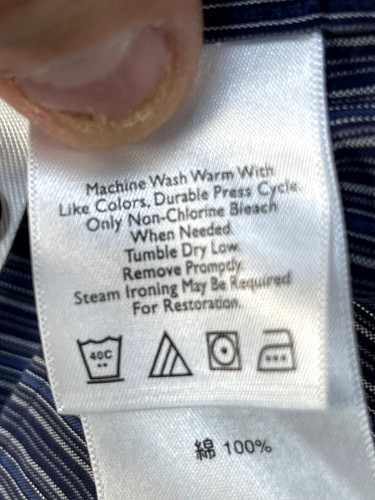 Machine Wash Warm With
Like Colors, Durable Press Cycle.
Only Non-Chlorine Bleach
When Needed.
Tumble Dry Low.
Remove Promptly.
Steam Ironing May Be Required
For Restoration.
40C
綿 100%